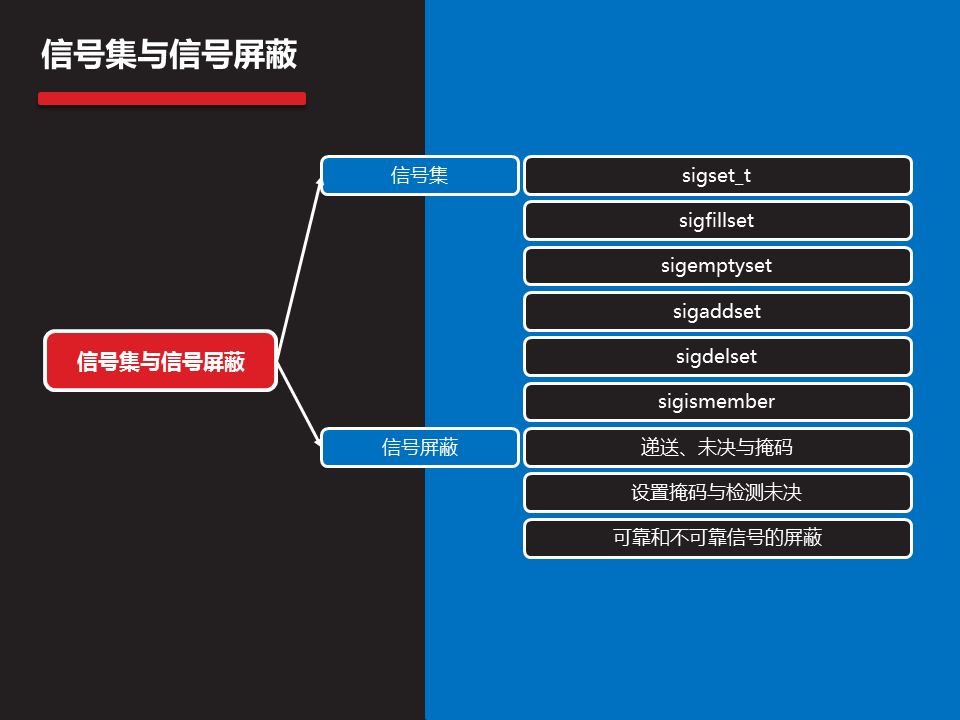 信号集与信号屏蔽
信号集
sigset_t
sigfillset
sigemptyset
sigaddset
信号集与信号屏蔽
sigdelset
sigismember
信号屏蔽
递送、未决与掩码
设置掩码与检测未决
可靠和不可靠信号的屏蔽